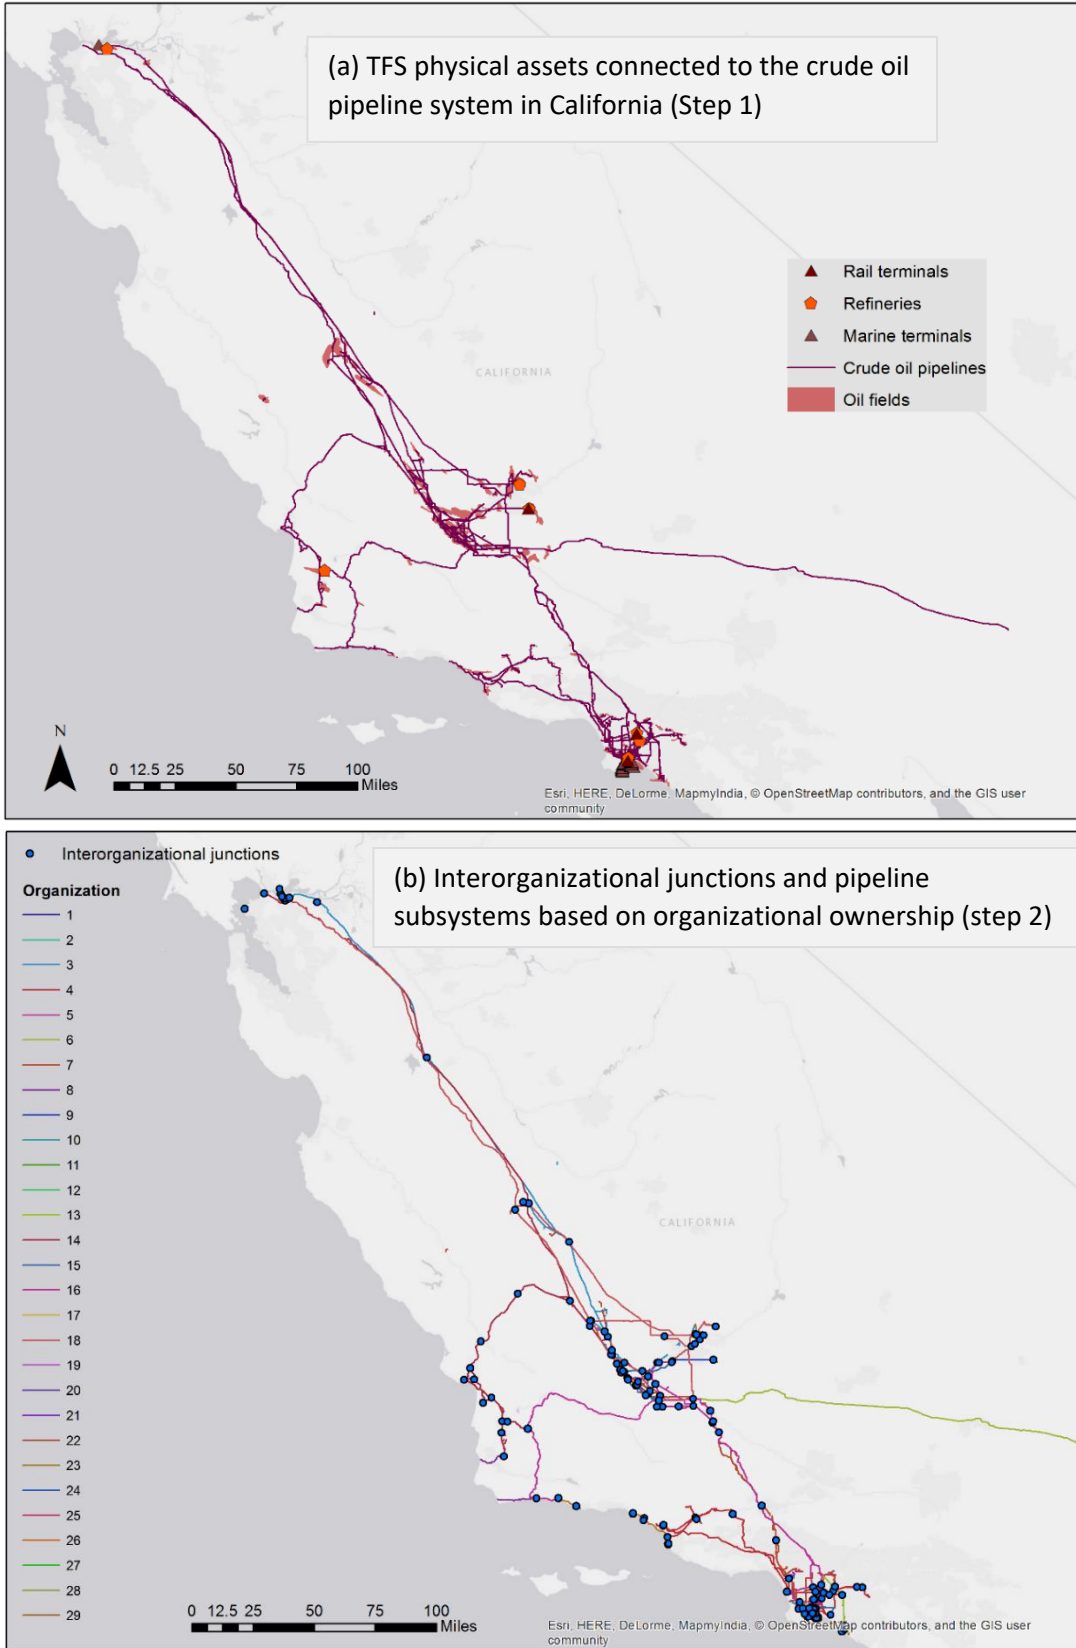 (a) TFS physical assets connected to the crude oil
pipeline system in California (Step 1)
Rail terminals
Refineries
Marine terminals
Crude oil pipelines
Oil fields
CALIFORNIA
N
0 12.5 25 50 75 100
Miles
Esri, HERE, DeLorme, MapmyIndia, © OpenStreetMap contributors, and the GIS user
community
Interorganizational junctions
(b) Interorganizational junctions and pipeline
subsystems based on organizational ownership (step 2)
Organization
1
2
3
4
5
6
7
8
9
10
11
12
13
14
15
16
17
18
19
20
21
22
23
24
25
26
27
28
29
CALIFORNIA
0 12.5 25 50 75 100
Miles
Esri, HERE, DeLorme, MapmyIndia, © OpenStreetMap contributors, and the GIS user
community